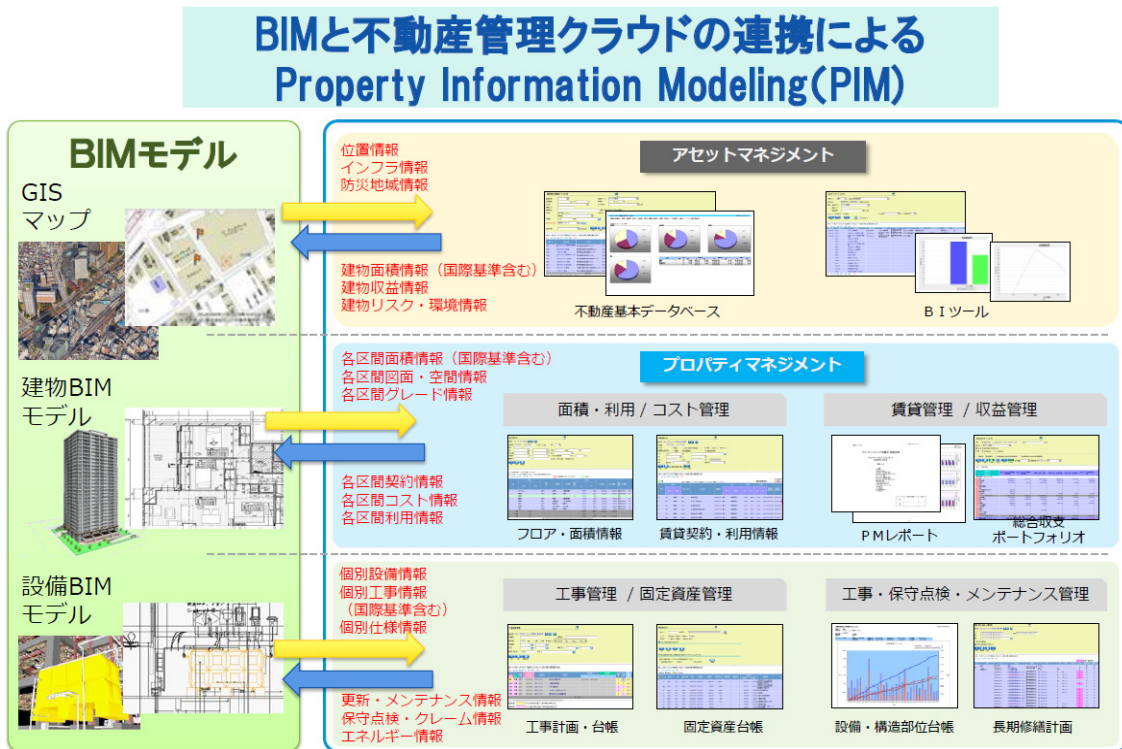 BIMと不動産管理クラウドの連携による
Property Information Modeling(PIM)
BIMモデル
GIS
マップ
建物BIM
モデル
設備BIM
モデル
位置情報
インフラ
防災地域情報
建物面積情報（国際基準含む）
建物収益情報
建物リスク・環境情報
アセットマネジメント
不動産基本データベース
ＢＩツール
各区間面積情報（国際基準含む）
各区間図面・空間情報
各区間グレード情報
各区間契約情報
各区間コスト情報
各区間利用情報
プロパティマネジメント
面積・利用 / コスト管理
賃貸管理 / 収益管理
フロア・面積情報
賃貸契約・利用情報
ＰＭレポート
総合収支
ポートフォリオ
個別設備情報
個別工事情報
（国際基準含む）
個別仕様情報
更新・メンテナンス情報
保守点検・クレーム情報
エネルギー情報
工事管理 / 固定資産管理
工事・保守点検・メンテナンス管理
工事計画・台帳
固定資産台帳
設備・構造部位台帳
長期修繕計画